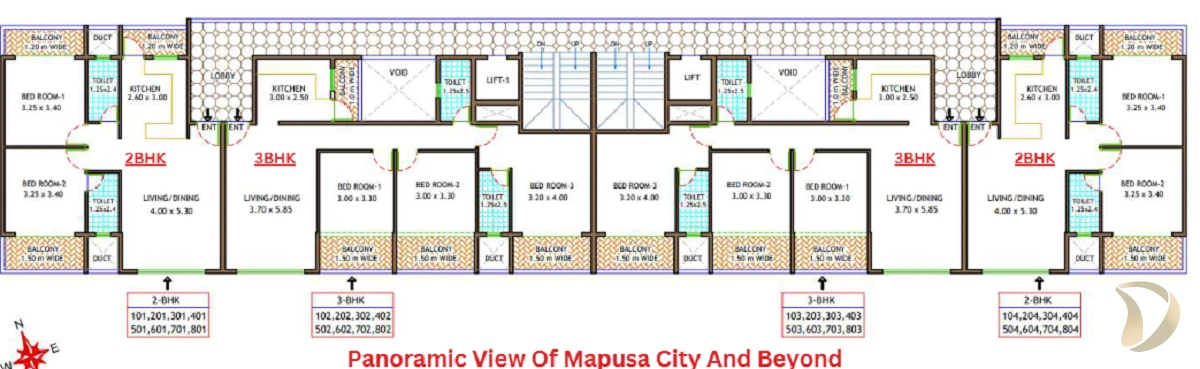 BALCONY
1.20 m WIDE
DUCT
BALCONY
1.20 m WIDE
BALCONY
1.20 m WIDE
DUCT
BALCONY
1.20 m WIDE
DN UP
DN UP
BED ROOM-1
3.25 x 3.40
TOILET
1.25x2.4
KITCHEN
2.60 x 3.00
LOBBY
KITCHEN
3.00 x 2.50
BALCONY
1.0 m WIDE
VOID
TOILET
1.25x2.5
LIFT-1
LIFT
TOILET
1.25x2.5
VOID
BALCONY
1.0 m WIDE
KITCHEN
3.00 x 2.50
LOBBY
KITCHEN
2.60 x 3.00
TOILET
1.25x2.4
BED ROOM-1
3.25 x 3.40
ENT ENT
ENT ENT
2BHK
3BHK
3BHK
2BHK
BED ROOM-2
3.25 x 3.40
TOILET
1.25x2.4
LIVING/DINING
4.00 x 5.30
LIVING/DINING
3.70 x 5.85
BED ROOM-1
3.00 x 3.30
BED ROOM-2
3.00 x 3.30
TOILET
1.25x2.5
BED ROOM-3
3.20 x 4.00
BED ROOM-3
3.20 x 4.00
TOILET
1.25x2.5
BED ROOM-2
3.00 x 3.30
BED ROOM-1
3.00 x 3.30
LIVING/DINING
3.70 x 5.85
LIVING/DINING
4.00 x 5.30
TOILET
1.25x2.4
BED ROOM-2
3.25 x 3.40
BALCONY
1.50 m WIDE
DUCT
BALCONY
1.50 m WIDE
BALCONY
1.50 m WIDE
DUCT
BALCONY
1.50 m WIDE
BALCONY
1.50 m WIDE
DUCT
BALCONY
1.50 m WIDE
BALCONY
1.50 m WIDE
DUCT
BALCONY
1.50 m WIDE
2-BHK
101,201,301,401
501,601,701,801
3-BHK
102,202,302,402
502,602,702,802
3-BHK
103,203,303,403
503,603,703,803
2-BHK
104,204,304,404
504,604,704,804
N
E
W
Panoramic View Of Mapusa City And Beyond